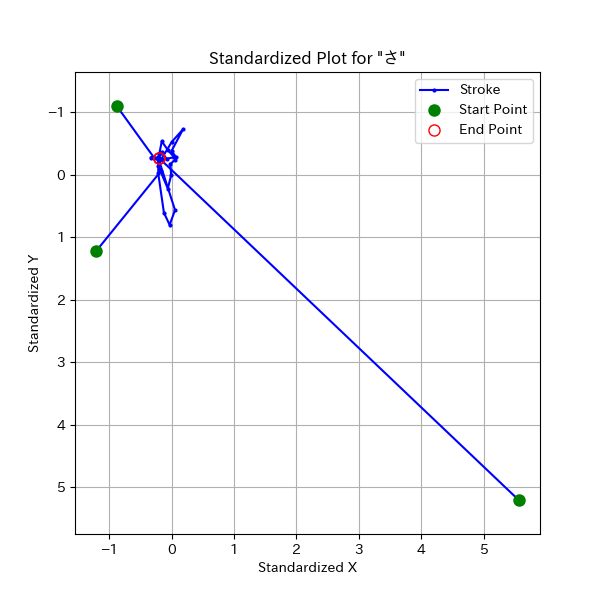 Standardized Plot for "さ"
Stroke
Start Point
End Point
−1
0
1
2
3
4
5
Standardized Y
−1 0 1 2 3 4 5
Standardized X